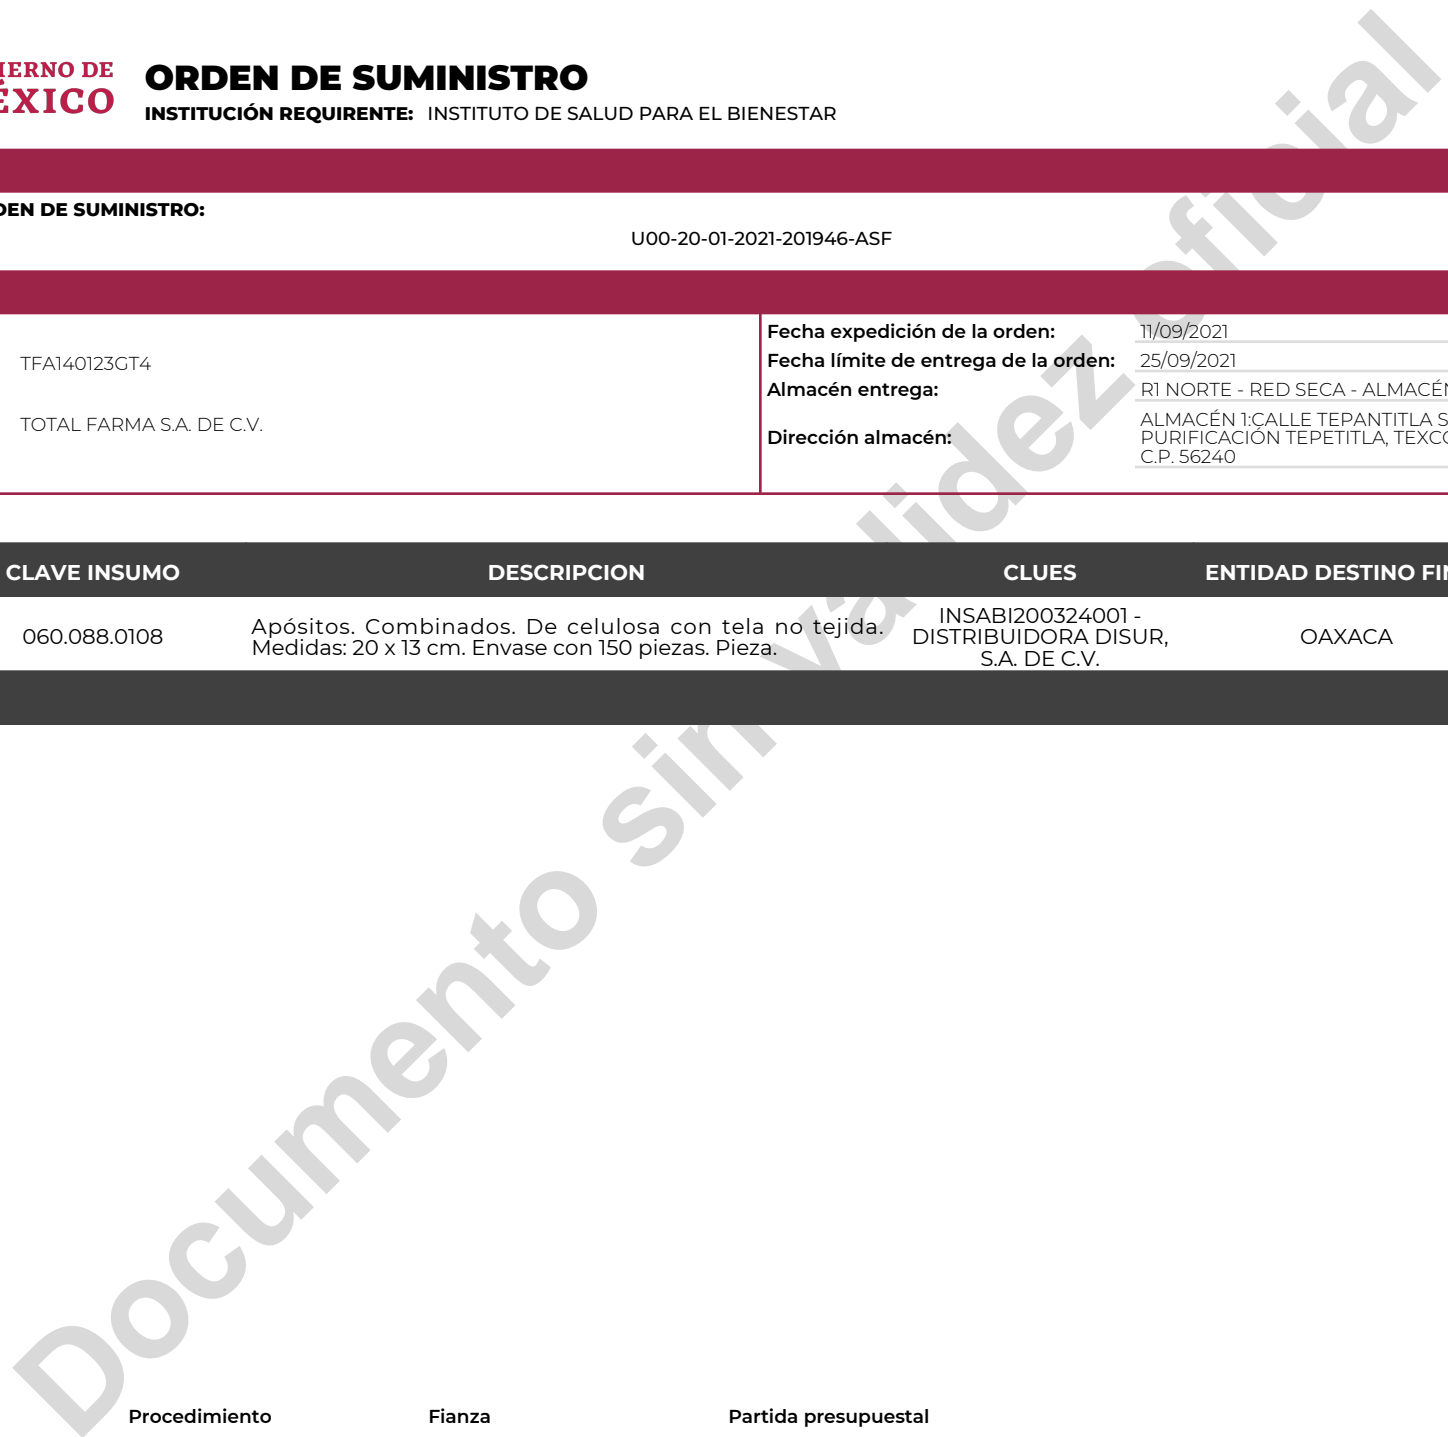 IERNO DE
ÉXICO
ORDEN DE SUMINISTRO
INSTITUCIÓN REQUIRENTE: INSTITUTO DE SALUD PARA EL BIENESTAR
DEN DE SUMINISTRO:
U00-20-01-2021-201946-ASF
TFA140123GT4
TOTAL FARMA S.A. DE C.V.
Fecha expedición de la orden: 11/09/2021
Fecha límite de entrega de la orden: 25/09/2021
Almacén entrega: R1 NORTE - RED SECA - ALMACÉN
Dirección almacén: ALMACÉN 1:CALLE TEPANTITLA S
PURIFICACIÓN TEPETITLA, TEXCO
C.P. 56240
CLAVE INSUMO DESCRIPCION CLUES ENTIDAD DESTINO FIN
060.088.0108
Apósitos. Combinados. De celulosa con tela no tejida.
Medidas: 20 x 13 cm. Envase con 150 piezas. Pieza.
INSABI200324001 -
DISTRIBUIDORA DISUR,
S.A. DE C.V.
OAXACA
Documento sin validez oficial
Procedimiento Fianza Partida presupuestal